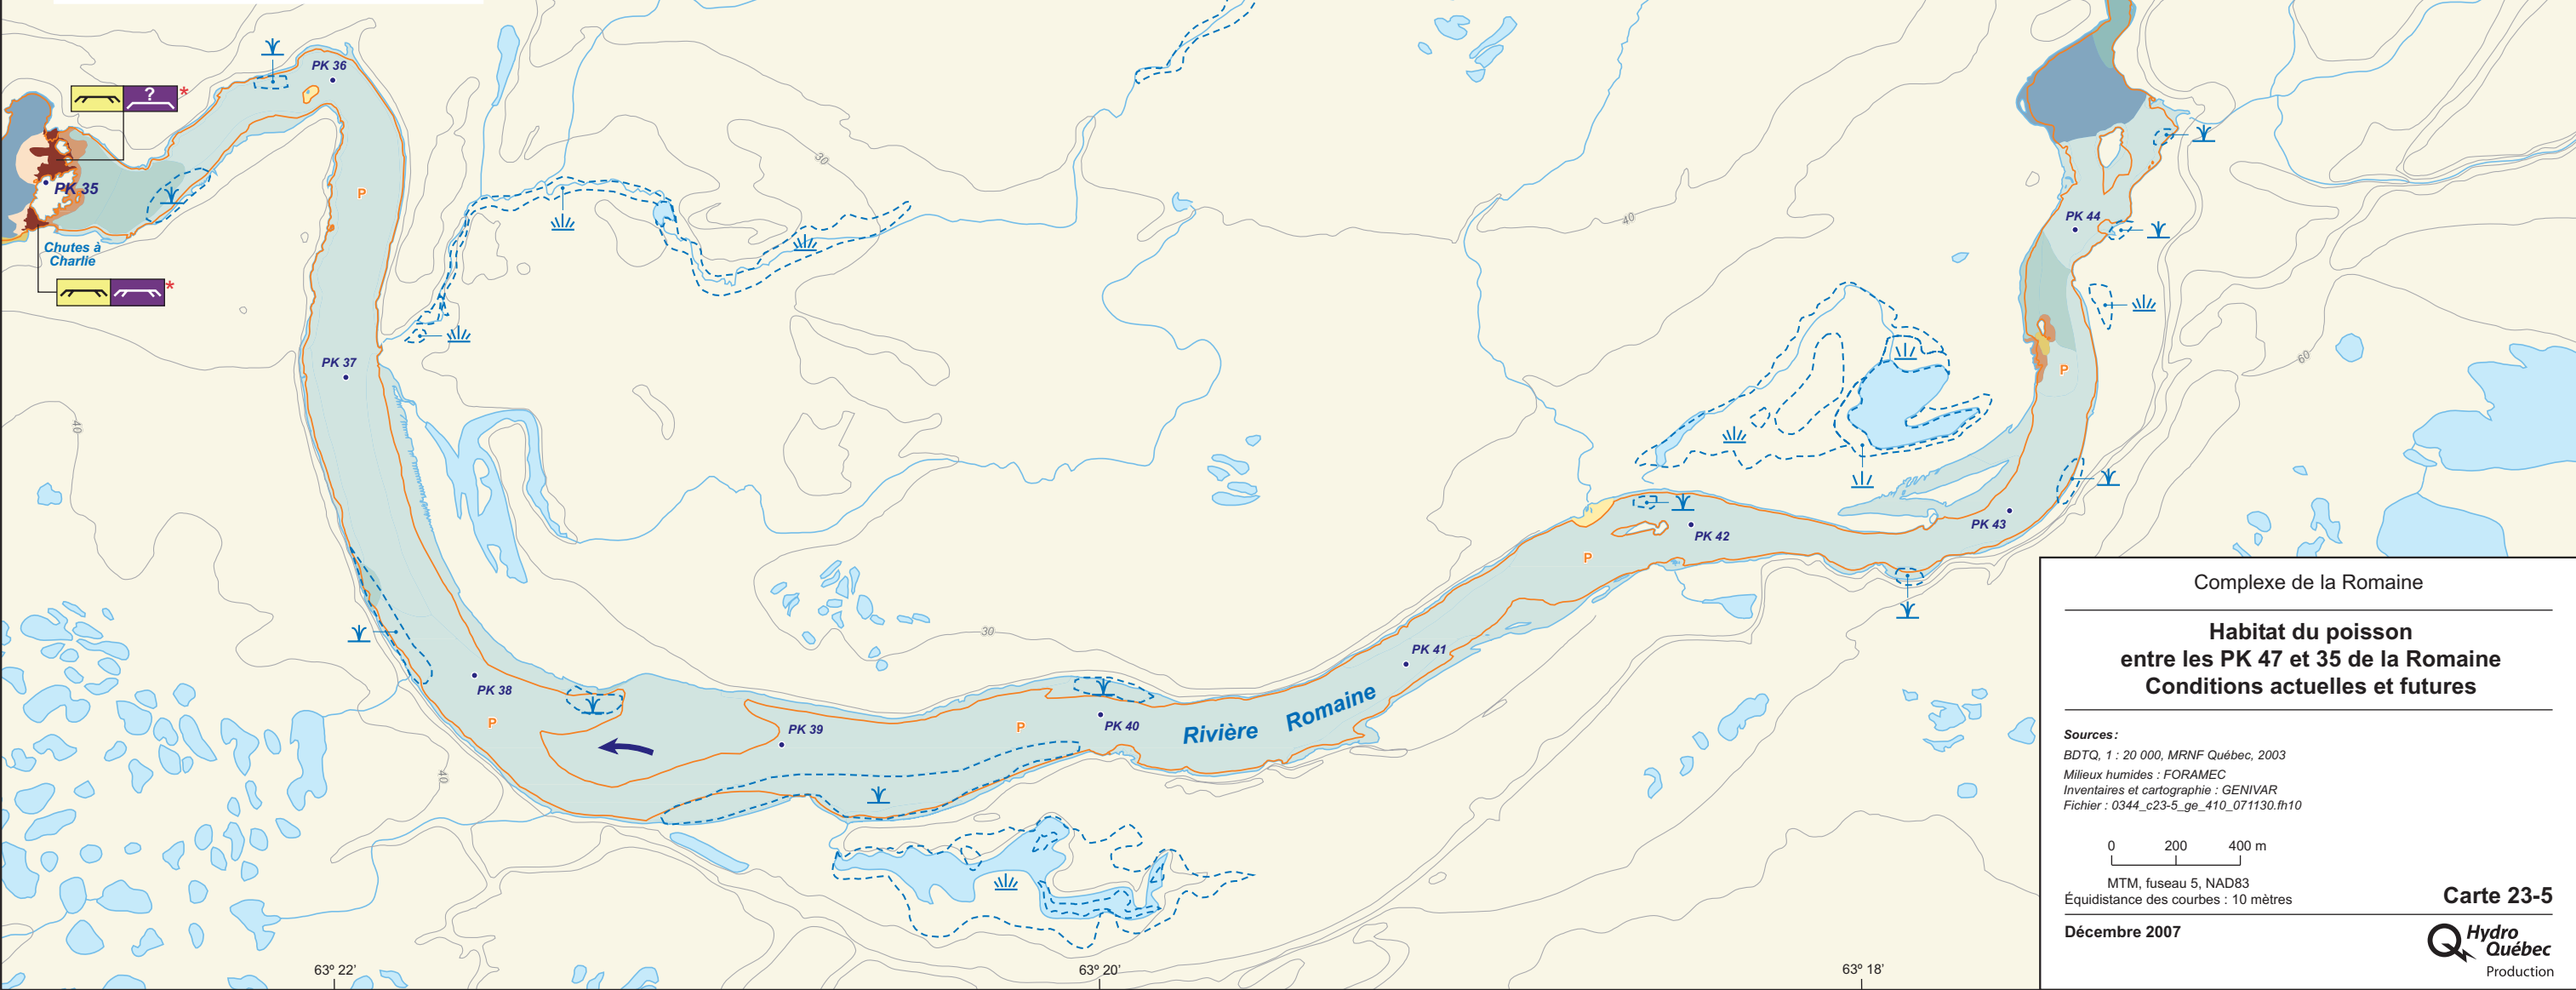 PK 36
?
*
PK 35
Chutes à
Charlie
*
P
30
40
PK 44
PK 37
P
60
40
PK 43
PK 42
P
30
PK 41
PK 38
P
PK 39
P
PK 40
Rivière Romaine
40
63° 22'
63° 20'
63° 18'
Complexe de la Romaine
Habitat du poisson
entre les PK 47 et 35 de la Romaine
Conditions actuelles et futures
Sources :
BDTQ, 1 : 20 000, MRNF Québec, 2003
Milieux humides : FORAMEC
Inventaires et cartographie : GENIVAR
Fichier : 0344_c23-5_ge_410_071130.fh10
0 200 400 m
MTM, fuseau 5, NAD83
Équidistance des courbes : 10 mètres
Carte 23-5
Décembre 2007
Hydro
Québec
Production